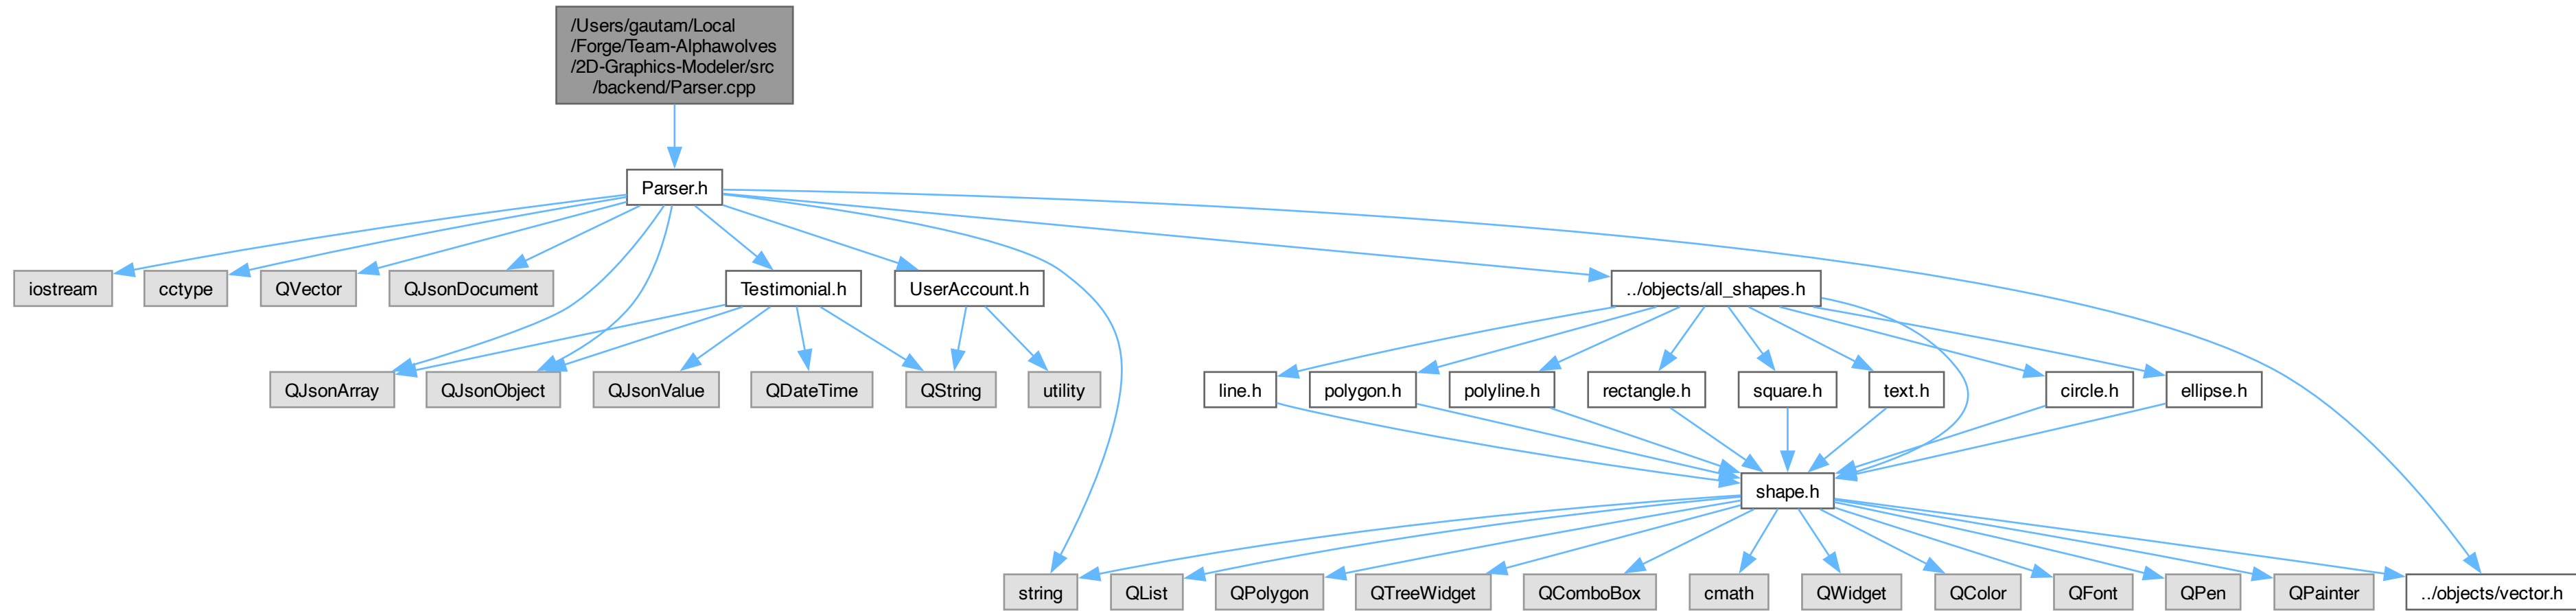 /Users/gautam/Local
/Forge/Team-Alphawolves
/2D-Graphics-Modeler/src
/backend/Parser.cpp
Parser.h
iostream
cctype
QVector
QJsonDocument
Testimonial.h
UserAccount.h
../objects/all_shapes.h
QJsonArray
QJsonObject
QJsonValue
QDateTime
QString
utility
line.h
polygon.h
polyline.h
rectangle.h
square.h
text.h
circle.h
ellipse.h
shape.h
string
QList
QPolygon
QTreeWidget
QComboBox
cmath
QWidget
QColor
QFont
QPen
QPainter
../objects/vector.h